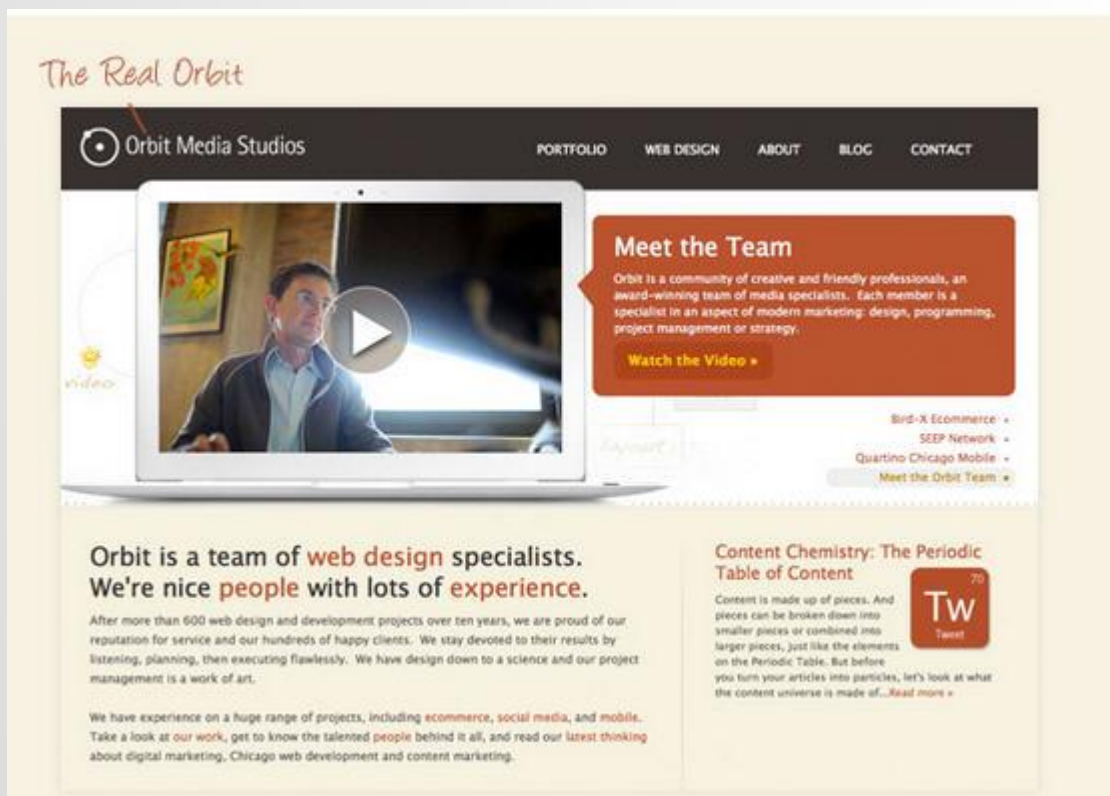 The Real Orbit
Orbit Media Studios
PORTFOLIO WEB DESIGN ABOUT BLOG CONTACT
Meet the Team
Orbit is a community of creative and friendly professionals, an
award-winning team of media specialists. Each member is a
specialist in an aspect of modern marketing: design, programming,
project management or strategy.
Watch the Video »
video
layout
Bird-X Ecommerce
SEEP Network
Quartino Chicago Mobile
Meet the Orbit Team
Orbit is a team of web design specialists.
We're nice people with lots of experience.
After more than 600 web design and development projects over ten years, we are proud of our
reputation for service and our hundreds of happy clients. We stay devoted to their results by
listening, planning, then executing flawlessly. We have design down to a science and our project
management is a work of art.
We have experience on a huge range of projects, including ecommerce, social media, and mobile.
Take a look at our work, get to know the talented people behind it all, and read our latest thinking
about digital marketing, Chicago web development and content marketing.
Content Chemistry: The Periodic
Table of Content
70
Tw
Tweet
Content is made up of pieces. And
pieces can be broken down into
smaller pieces or combined into
larger pieces, just like the elements
on the Periodic Table. But before
you turn your articles into particles, let's look at what
the content universe is made of...Read more »